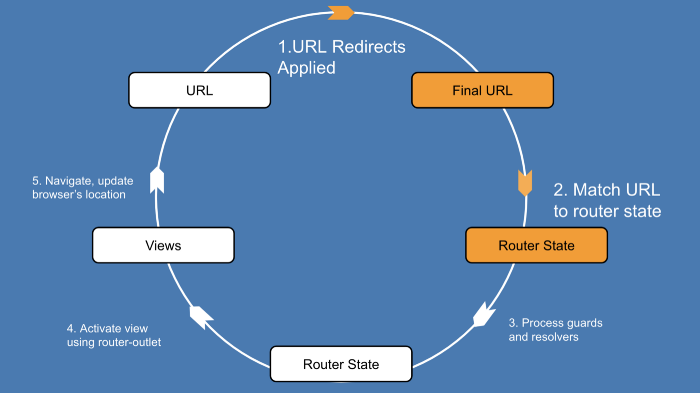 1.URL Redirects
Applied
URL
Final URL
5. Navigate, update
browser's location
2. Match URL
to router state
Views
Router State
4. Activate view
using router-outlet
3. Process guards
and resolvers
Router State